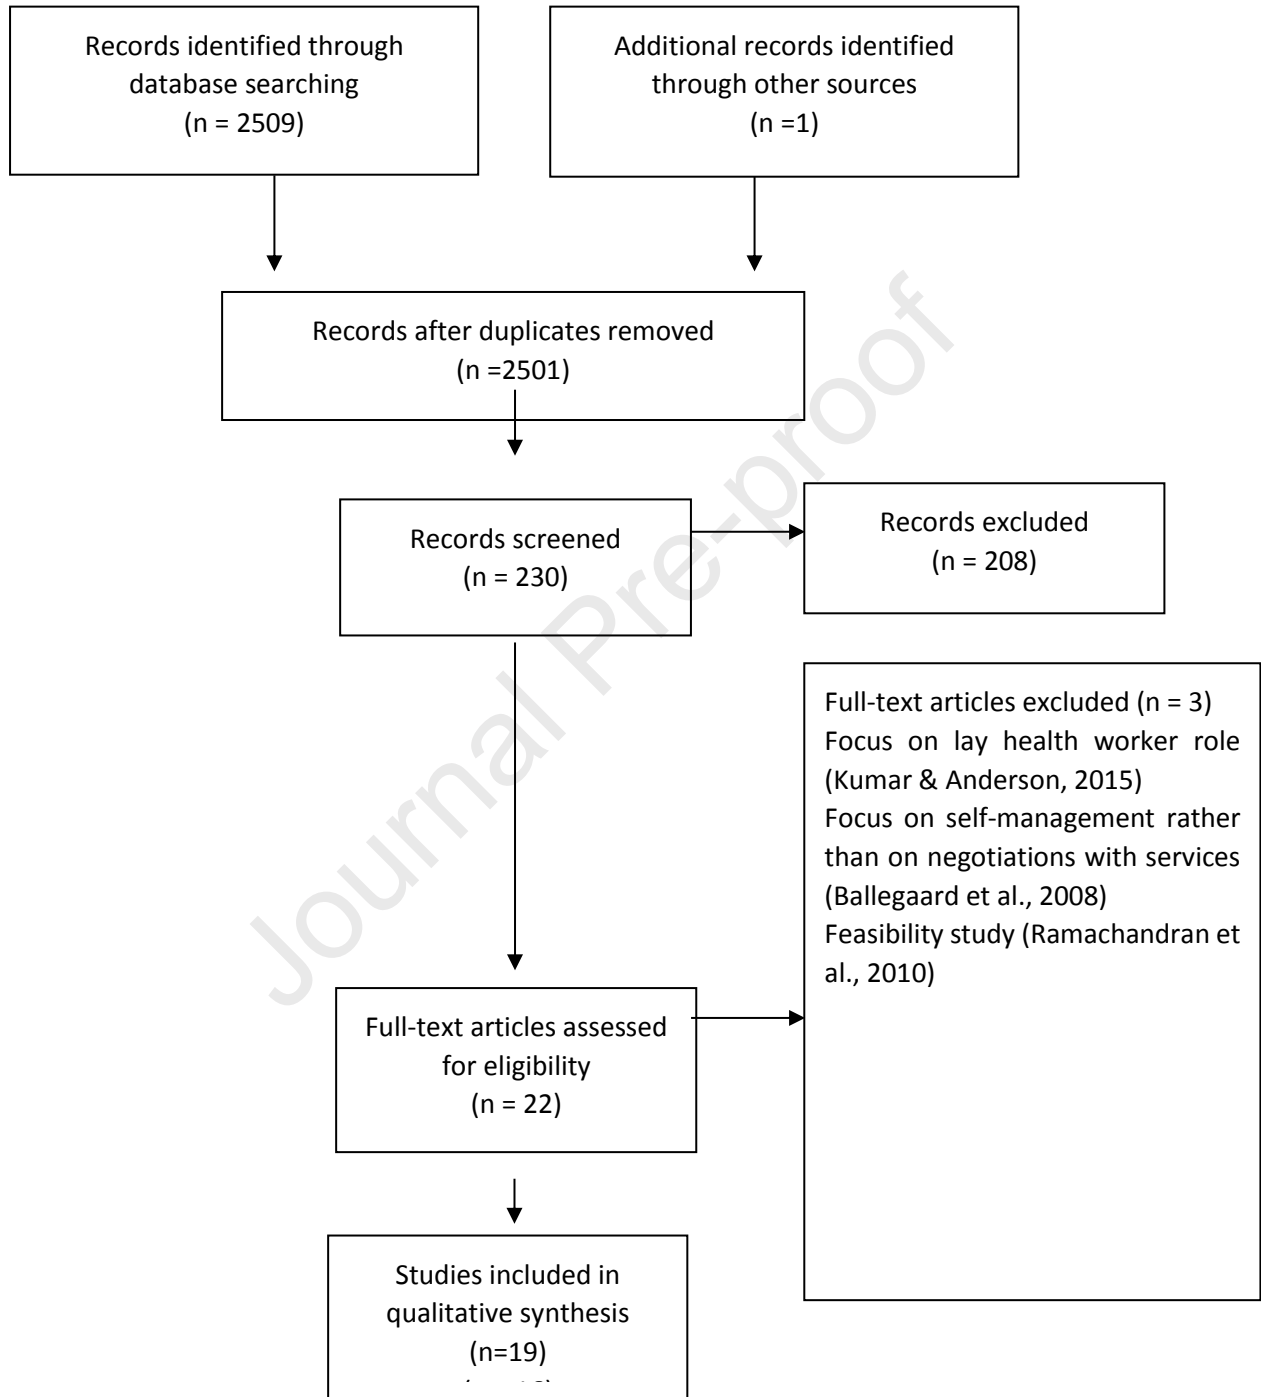 Records identified through
database searching
(n = 2509)
Additional records identified
through other sources
(n =1)
Records after duplicates removed
(n =2501)
Records screened
(n = 230)
Records excluded
(n = 208)
Full-text articles excluded (n = 3)
Focus on lay health worker role
(Kumar & Anderson, 2015)
Focus on self-management rather
than on negotiations with services
(Ballegaard et al., 2008)
Feasibility study (Ramachandran et
al., 2010)
Full-text articles assessed
for eligibility
(n = 22)
Studies included in
qualitative synthesis
(n=19)
Journal Pre-proof